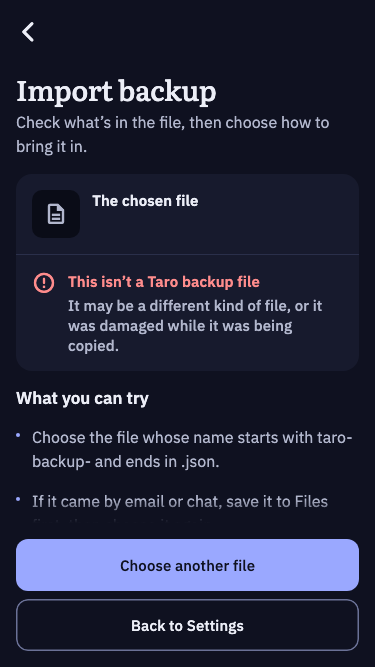 Import backup
Check what’s in the file, then choose how to
bring it in.
The chosen file
This isn’t a Taro backup file
It may be a different kind of file, or it
was damaged while it was being
copied.
What you can try
Choose the file whose name starts with taro-
backup- and ends in .json.
If it came by email or chat, save it to Files
Choose another file
Back to Settings